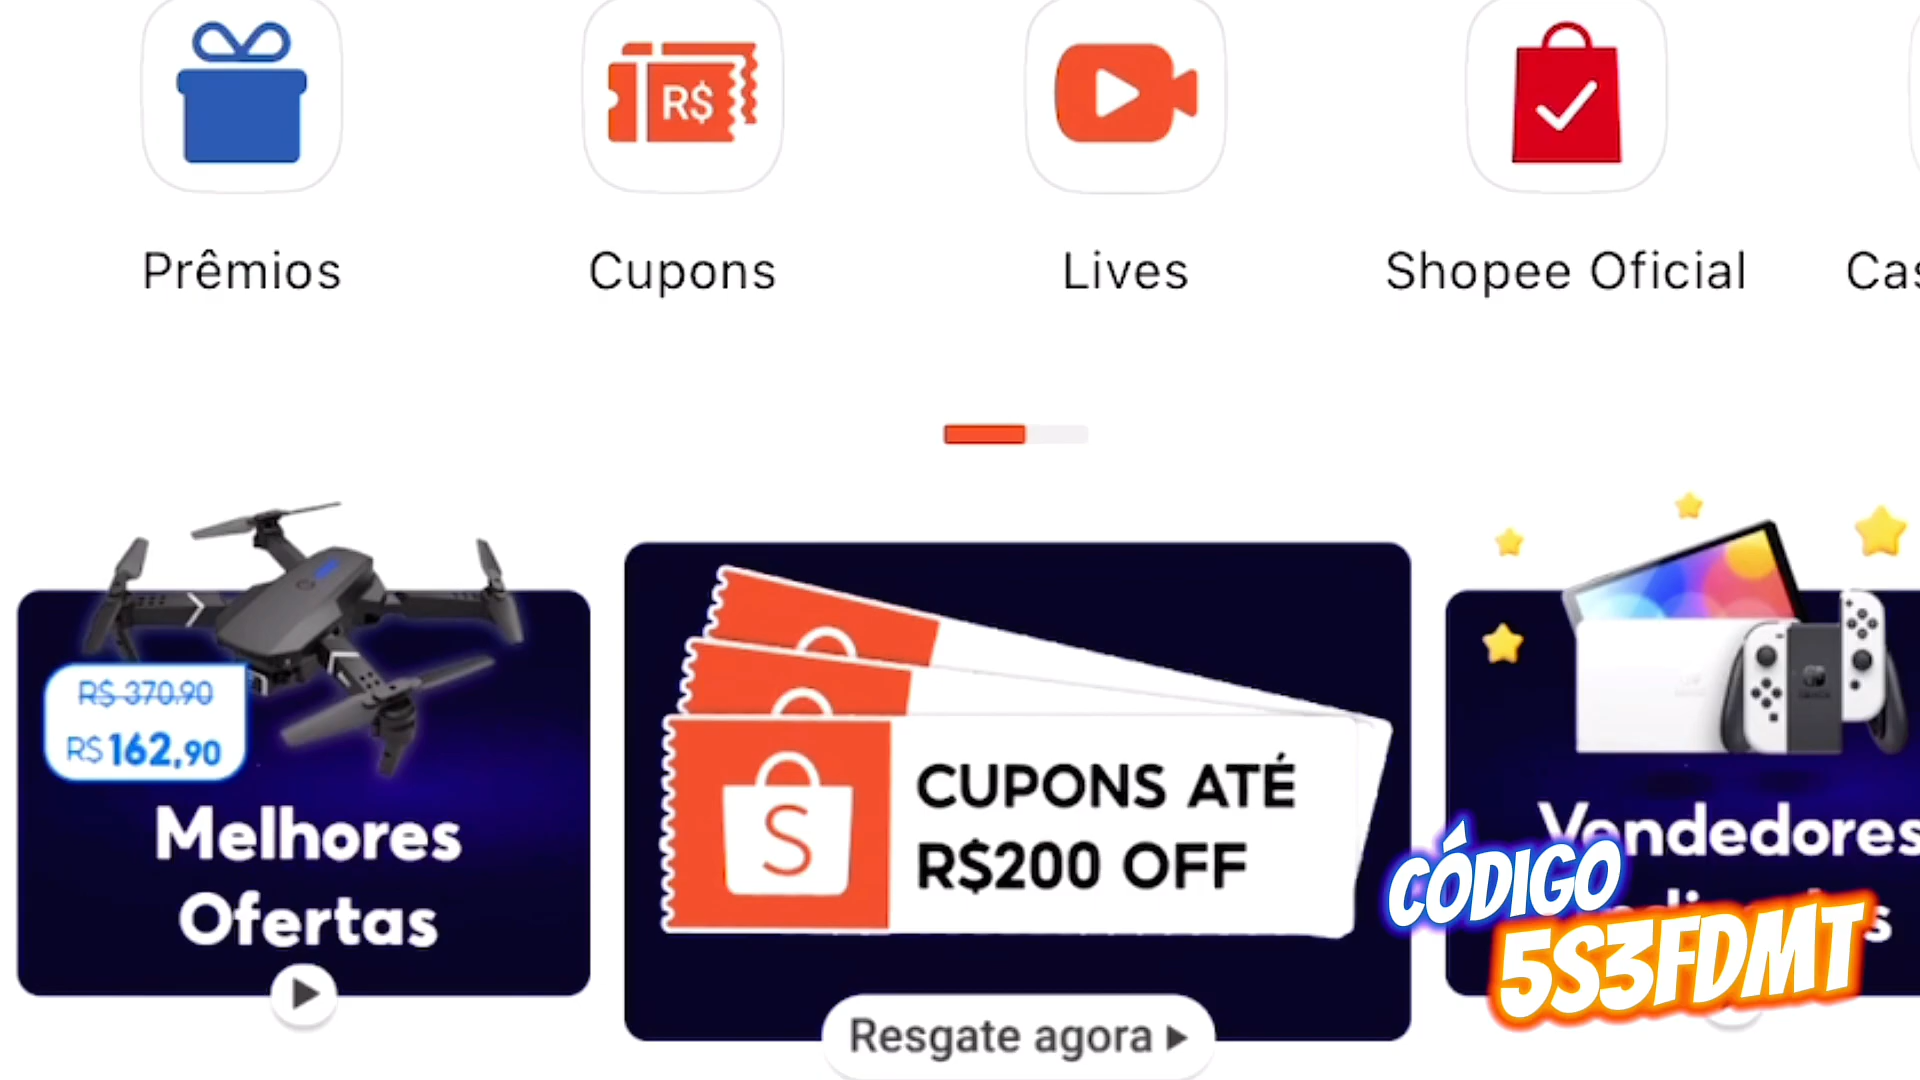 R$
Prêmios
Cupons
Lives
Shopee Oficial
R$ 370,90
R$ 162,90
Melhores
Ofertas
S
CUPONS ATÉ
R$200 OFF
Resgate agora
Vendedores
CÓDIGO
5S3FDMT